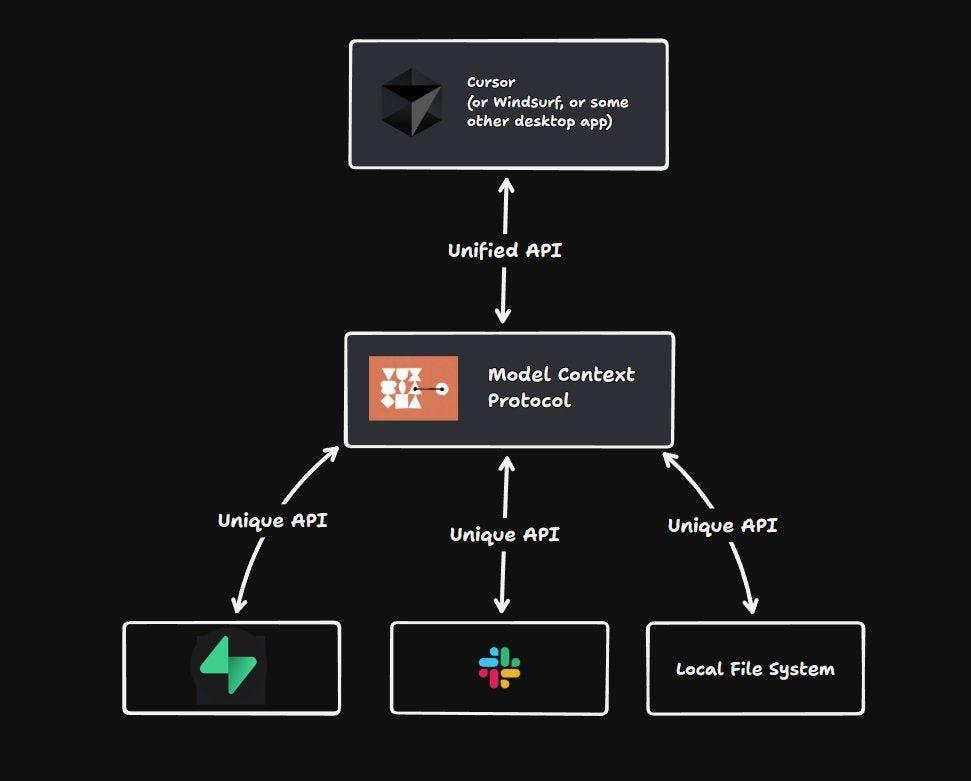 Cursor
(or Windsurf, or some
other desktop app)
Unified API
Model Context
Protocol
Unique API
Unique API
Unique API
Local File System